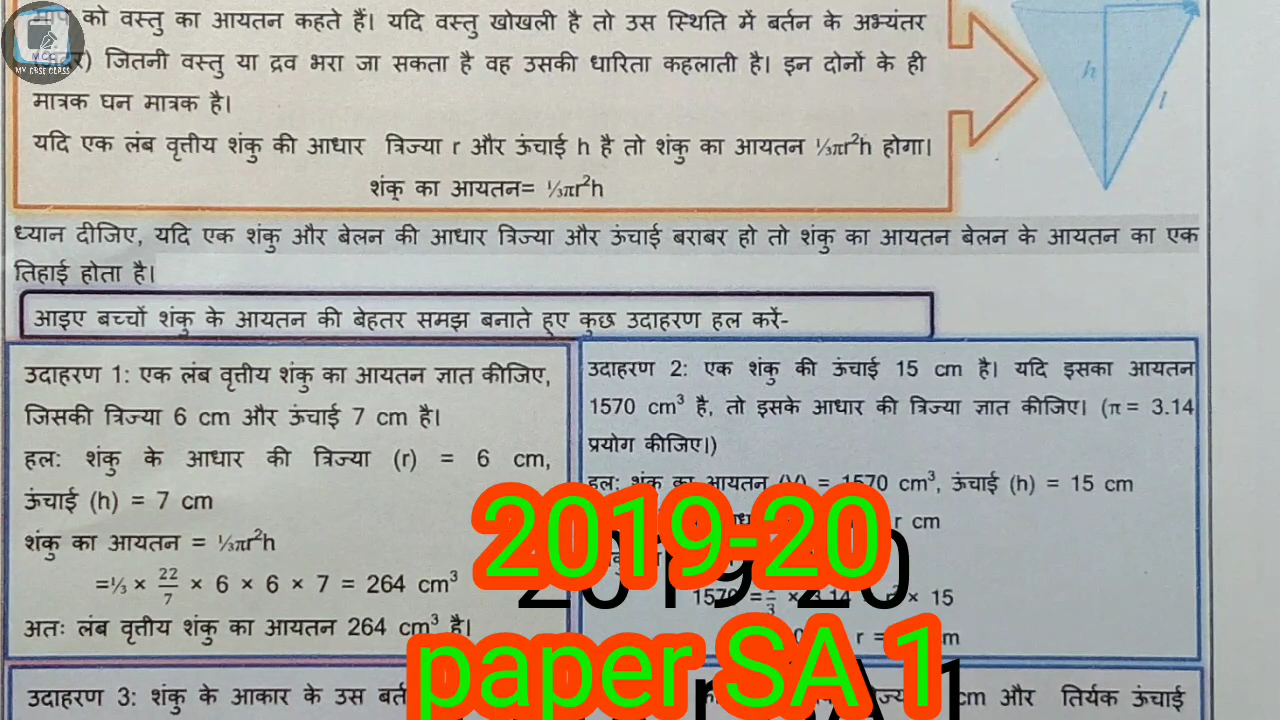 को वस्तु का आयतन कहते हैं। यदि वस्तु खोखली है तो उस स्थिति में बर्तन के अभ्यंतर
जितनी वस्तु या द्रव भरा जा सकता है वह उसकी धारिता कहलाती है। इन दोनों के ही
MY CBSE CLASS
मात्रक घन मात्रक है।
यदि एक लंब वृत्तीय शंकु की आधार त्रिज्या r और ऊंचाई h है तो शंकु का आयतन ⅓πr²h होगा।
शंकु का आयतन= ⅓πr²h
h
l
ध्यान दीजिए, यदि एक शंकु और बेलन की आधार त्रिज्या और ऊंचाई बराबर हो तो शंकु का आयतन बेलन के आयतन का एक
तिहाई होता है।
आइए बच्चों शंकु के आयतन की बेहतर समझ बनाते हुए कुछ उदाहरण हल करें-
उदाहरण 1: एक लंब वृत्तीय शंकु का आयतन ज्ञात कीजिए,
जिसकी त्रिज्या 6 cm और ऊंचाई 7 cm है।
हल: शंकु के आधार की त्रिज्या (r) = 6 cm,
ऊंचाई (h) = 7 cm
शंकु का आयतन = ⅓πr²h
=⅓ × 22/7 × 6 × 6 × 7 = 264 cm³
अतः लंब वृत्तीय शंकु का आयतन 264 cm³ है।
उदाहरण 2: एक शंकु की ऊंचाई 15 cm है। यदि इसका आयतन
1570 cm³ है, तो इसके आधार की त्रिज्या ज्ञात कीजिए। (π = 3.14
प्रयोग कीजिए।)
हल: शंकु का आयतन (V) = 1570 cm³, ऊंचाई (h) = 15 cm
r cm
1570 = × 3.14 × 15
r =
2019-20
paper SA 1
उदाहरण 3: शंकु के आकार के उस cm और तिर्यक ऊंचाई